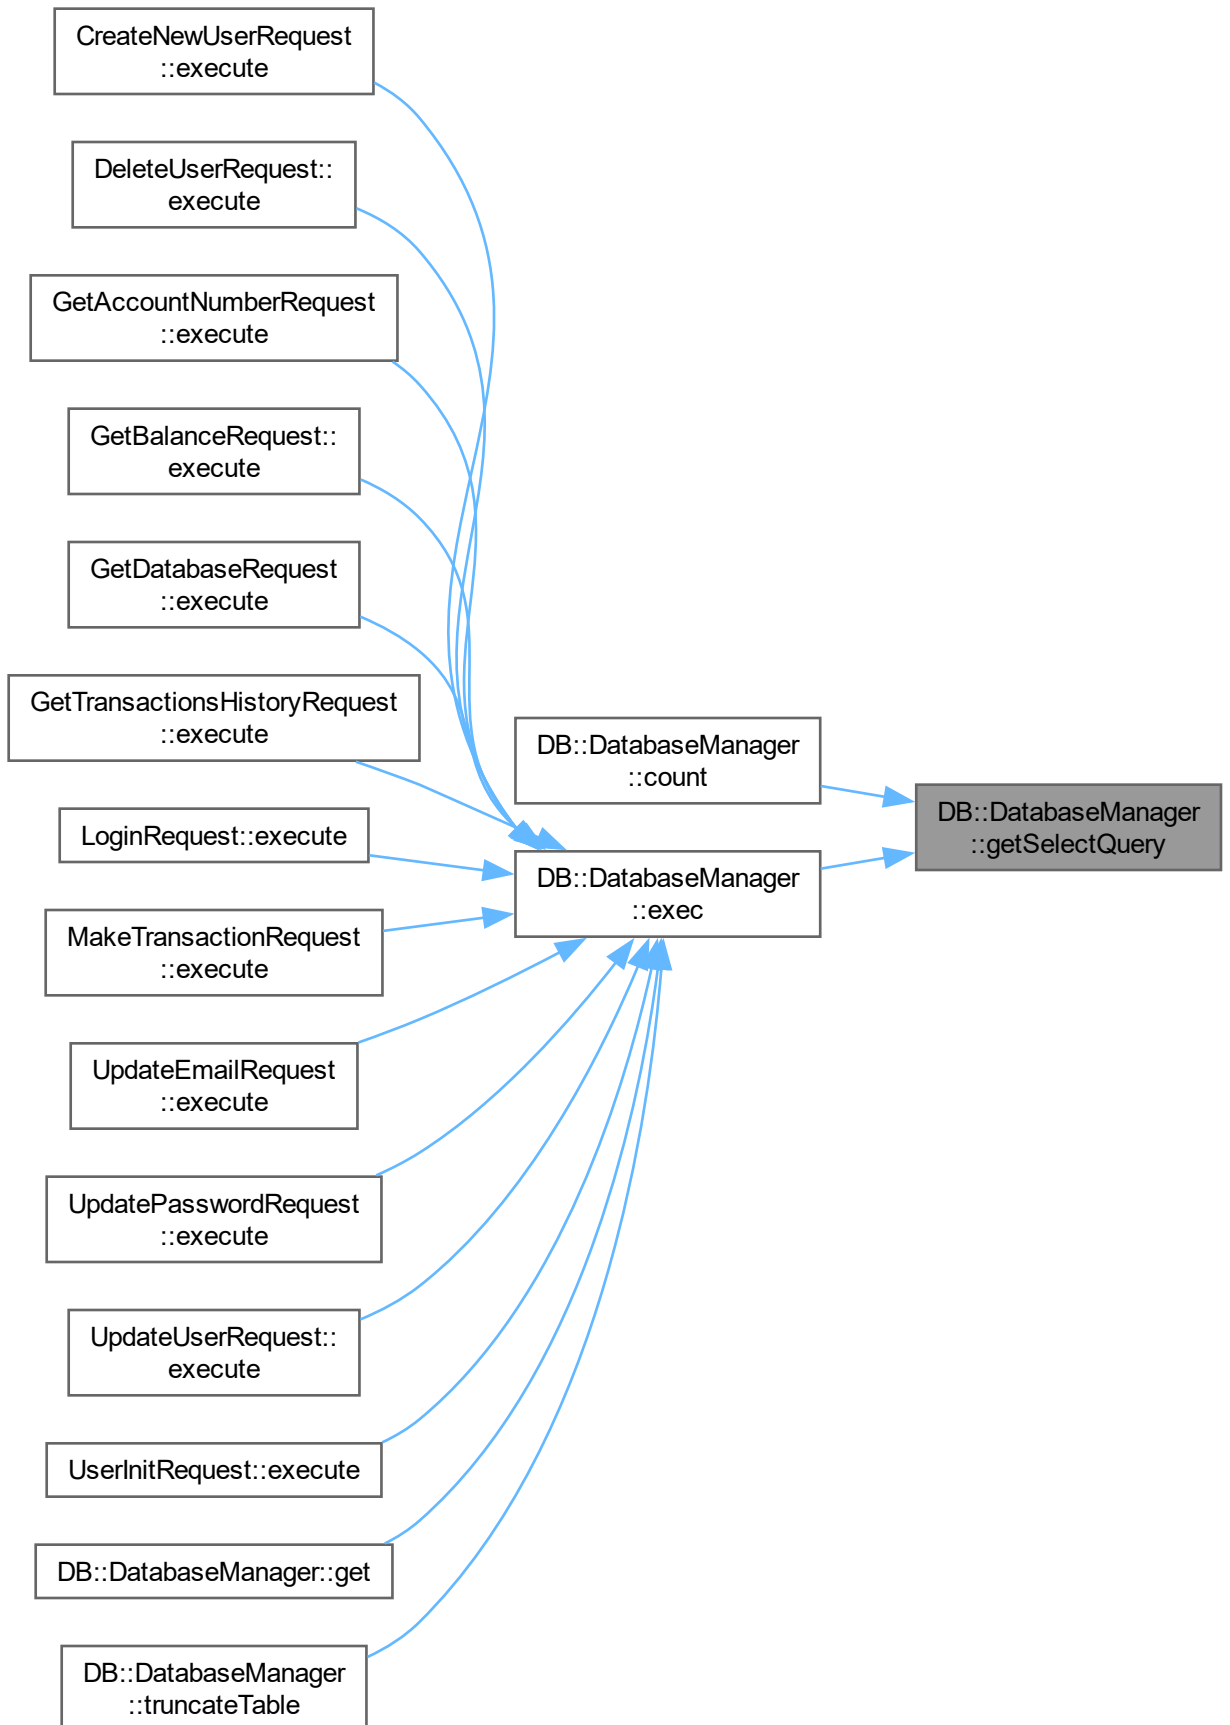 CreateNewUserRequest
::execute
DeleteUserRequest::
execute
GetAccountNumberRequest
::execute
GetBalanceRequest::
execute
GetDatabaseRequest
::execute
GetTransactionsHistoryRequest
::execute
LoginRequest::execute
MakeTransactionRequest
::execute
UpdateEmailRequest
::execute
UpdatePasswordRequest
::execute
UpdateUserRequest::
execute
UserInitRequest::execute
DB::DatabaseManager::get
DB::DatabaseManager
::truncateTable
DB::DatabaseManager
::count
DB::DatabaseManager
::exec
DB::DatabaseManager
::getSelectQuery